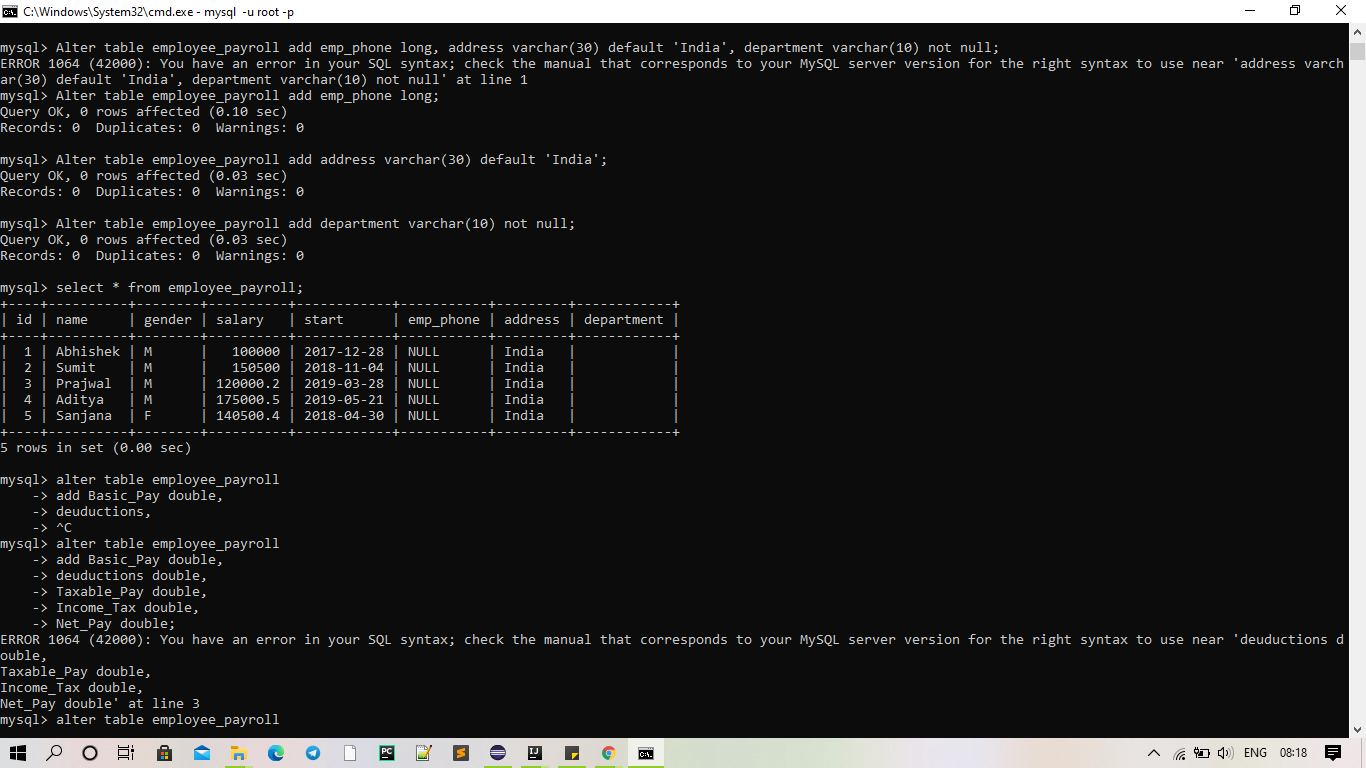 C:\Windows\System32\cmd.exe - mysql  -u root -p
mysql> Alter table employee_payroll add emp_phone long, address varchar(30) default 'India', department varchar(10) not null;
ERROR 1064 (42000): You have an error in your SQL syntax; check the manual that corresponds to your MySQL server version for the right syntax to use near 'address varch
ar(30) default 'India', department varchar(10) not null' at line 1
mysql> Alter table employee_payroll add emp_phone long;
Query OK, 0 rows affected (0.10 sec)
Records: 0  Duplicates: 0  Warnings: 0
mysql> Alter table employee_payroll add address varchar(30) default 'India';
Query OK, 0 rows affected (0.03 sec)
Records: 0  Duplicates: 0  Warnings: 0
mysql> Alter table employee_payroll add department varchar(10) not null;
Query OK, 0 rows affected (0.03 sec)
Records: 0  Duplicates: 0  Warnings: 0
mysql> select * from employee_payroll;
+----+----------+--------+----------+------------+-----------+---------+------------+
| id | name     | gender | salary   | start      | emp_phone | address | department |
+----+----------+--------+----------+------------+-----------+---------+------------+
|  1 | Abhishek | M      |   100000 | 2017-12-28 | NULL      | India   |            |
|  2 | Sumit    | M      |   150500 | 2018-11-04 | NULL      | India   |            |
|  3 | Prajwal  | M      | 120000.2 | 2019-03-28 | NULL      | India   |            |
|  4 | Aditya   | M      | 175000.5 | 2019-05-21 | NULL      | India   |            |
|  5 | Sanjana  | F      | 140500.4 | 2018-04-30 | NULL      | India   |            |
+----+----------+--------+----------+------------+-----------+---------+------------+
5 rows in set (0.00 sec)
mysql> alter table employee_payroll
    -> add Basic_Pay double,
    -> deuductions,
    -> ^C
mysql> alter table employee_payroll
    -> add Basic_Pay double,
    -> deuductions double,
    -> Taxable_Pay double,
    -> Income_Tax double,
    -> Net_Pay double;
ERROR 1064 (42000): You have an error in your SQL syntax; check the manual that corresponds to your MySQL server version for the right syntax to use near 'deuductions d
ouble,
Taxable_Pay double,
Income_Tax double,
Net_Pay double' at line 3
mysql> alter table employee_payroll
PC IJ C:\. ENG 08:18